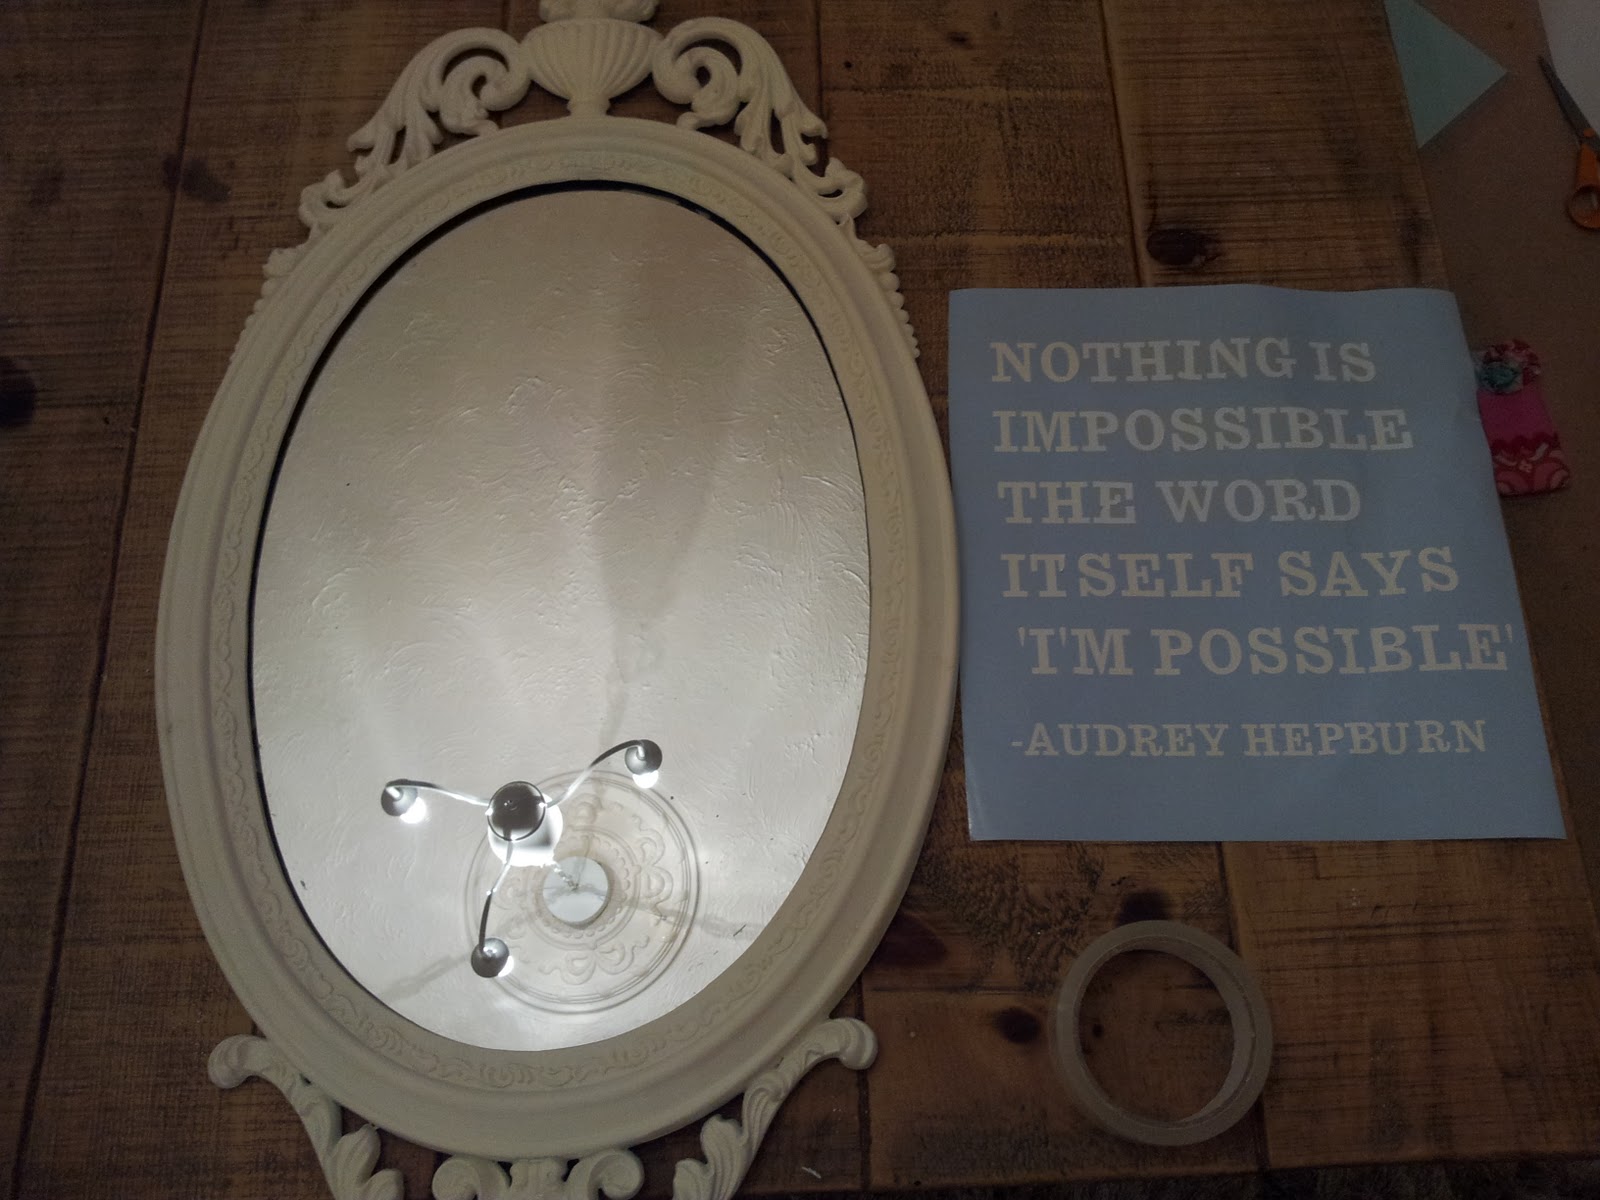 NOTHING IS
IMPOSSIBLE
THE WORD
ITSELF SAYS
'I'M POSSIBLE'
-AUDREY HEPBURN